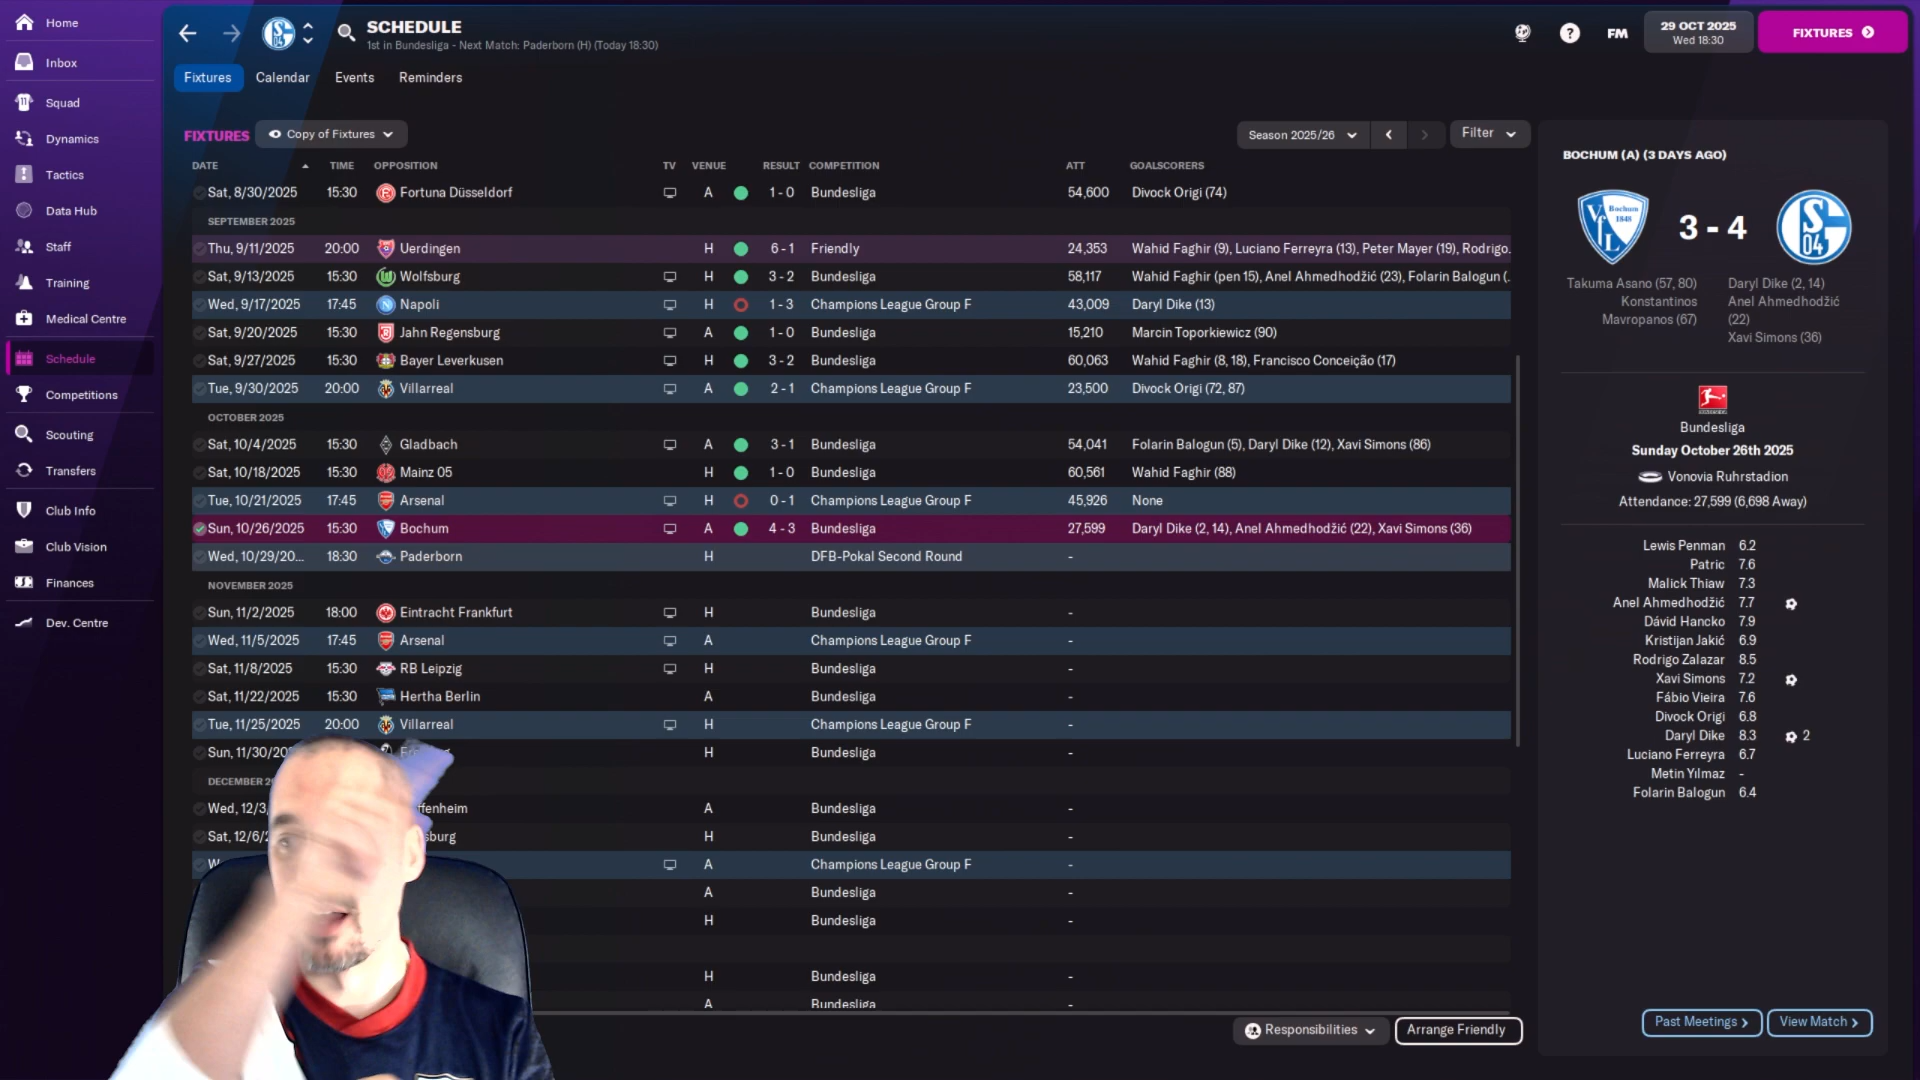 Home
Inbox
Squad
Dynamics
Tactics
Data Hub
Staff
Training
Medical Centre
Schedule
Competitions
Scouting
Transfers
Club Info
Club Vision
Finances
Dev. Centre
SCHEDULE
1st in Bundesliga - Next Match: Paderborn (H) (Today 18:30)
FM
29 OCT 2025
Wed 18:30
FIXTURES
Fixtures Calendar Events Reminders
FIXTURES Copy of Fixtures
Season 2025/26 Filter
DATE TIME OPPOSITION TV VENUE RESULT COMPETITION ATT GOALSCORERS
Sat, 8/30/2025 15:30 Fortuna Düsseldorf A 1 - 0 Bundesliga 54,600 Divock Origi (74)
SEPTEMBER 2025
Thu, 9/11/2025 20:00 Uerdingen H 6 - 1 Friendly 24,353 Wahid Faghir (9), Luciano Ferreyra (13), Peter Mayer (19), Rodrigo...
Sat, 9/13/2025 15:30 Wolfsburg H 3 - 2 Bundesliga 58,117 Wahid Faghir (pen 15), Anel Ahmedhodžić (23), Folarin Balogun (...
Wed, 9/17/2025 17:45 Napoli H 1 - 3 Champions League Group F 43,009 Daryl Dike (13)
Sat, 9/20/2025 15:30 Jahn Regensburg A 1 - 0 Bundesliga 15,210 Marcin Toporkiewicz (90)
Sat, 9/27/2025 15:30 Bayer Leverkusen H 3 - 2 Bundesliga 60,063 Wahid Faghir (8, 18), Francisco Conceição (17)
Tue, 9/30/2025 20:00 Villarreal A 2 - 1 Champions League Group F 23,500 Divock Origi (72, 87)
OCTOBER 2025
Sat, 10/4/2025 15:30 Gladbach A 3 - 1 Bundesliga 54,041 Folarin Balogun (5), Daryl Dike (12), Xavi Simons (86)
Sat, 10/18/2025 15:30 Mainz 05 H 1 - 0 Bundesliga 60,561 Wahid Faghir (88)
Tue, 10/21/2025 17:45 Arsenal H 0 - 1 Champions League Group F 45,926 None
Sun, 10/26/2025 15:30 Bochum A 4 - 3 Bundesliga 27,599 Daryl Dike (2, 14), Anel Ahmedhodžić (22), Xavi Simons (36)
Wed, 10/29/20... 18:30 Paderborn H DFB-Pokal Second Round -
NOVEMBER 2025
Sun, 11/2/2025 18:00 Eintracht Frankfurt H Bundesliga -
Wed, 11/5/2025 17:45 Arsenal A Champions League Group F -
Sat, 11/8/2025 15:30 RB Leipzig H Bundesliga -
Sat, 11/22/2025 15:30 Hertha Berlin A Bundesliga -
Tue, 11/25/2025 20:00 Villarreal H Champions League Group F -
Sun, 11/30/20 H Bundesliga -
DECEMBER
Wed, 12/3/ ffenheim A Bundesliga -
Sat, 12/6/2 sburg H Bundesliga -
W A Champions League Group F -
A Bundesliga -
H Bundesliga -
H Bundesliga -
A Bundesliga -
Responsibilities Arrange Friendly
BOCHUM (A) (3 DAYS AGO)
VfL Bochum 1848
3 - 4
S 04
Takuma Asano (57, 80)
Konstantinos
Mavropanos (67)
Daryl Dike (2, 14)
Anel Ahmedhodžić
(22)
Xavi Simons (36)
Bundesliga
Sunday October 26th 2025
Vonovia Ruhrstadion
Attendance: 27,599 (6,698 Away)
Lewis Penman 6.2
Patric 7.6
Malick Thiaw 7.3
Anel Ahmedhodžić 7.7
Dávid Hancko 7.9
Kristijan Jakić 6.9
Rodrigo Zalazar 8.5
Xavi Simons 7.2
Fábio Vieira 7.6
Divock Origi 6.8
Daryl Dike 8.3 2
Luciano Ferreyra 6.7
Metin Yılmaz -
Folarin Balogun 6.4
Past Meetings View Match